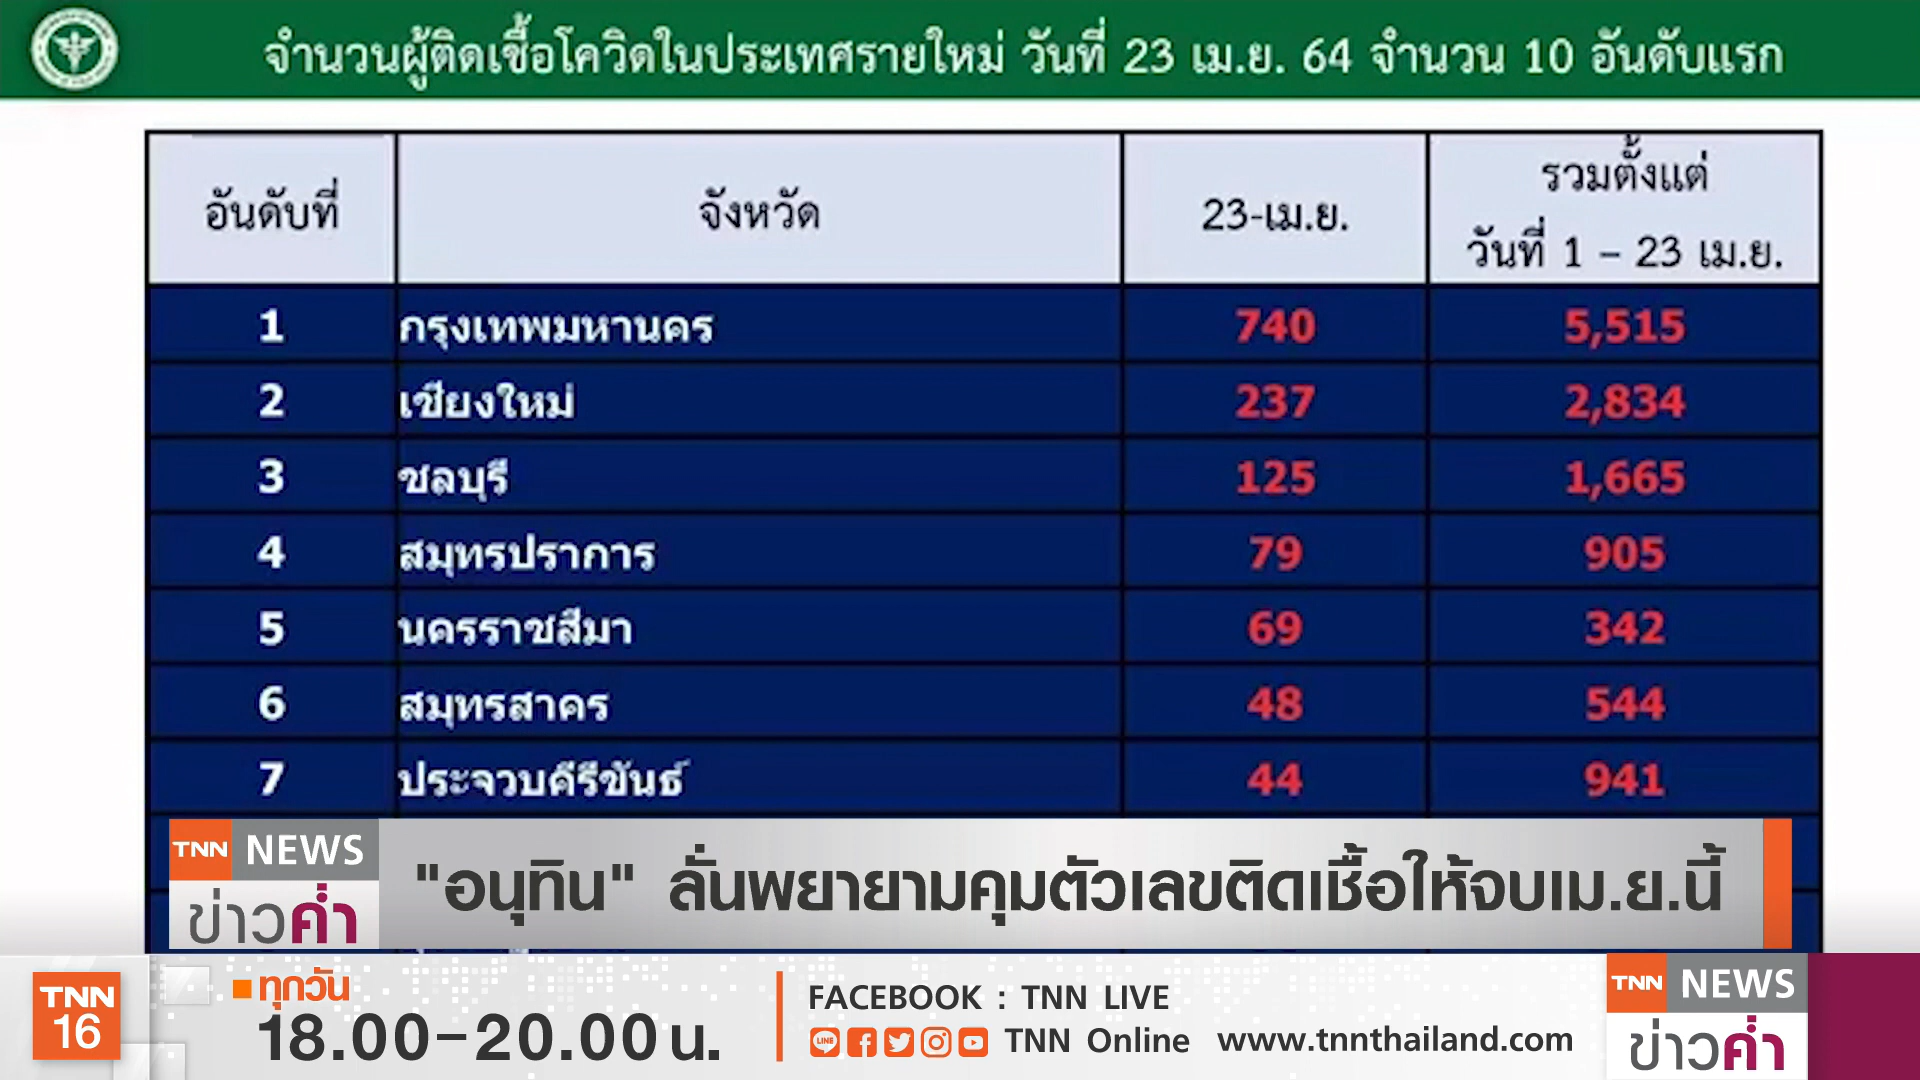 จำนวนผู้ติดเชื้อโควิดในประเทศรายใหม่ วันที่ 23 เม.ย. 64 จำนวน 10 อันดับแรก
อันดับที่ จังหวัด 23-เม.ย. รวมตั้งแต่
วันที่ 1 – 23 เม.ย.
1 กรุงเทพมหานคร 740 5,515
2 เชียงใหม่ 237 2,834
3 ชลบุรี 125 1,665
4 สมุทรปราการ 79 905
5 นครราชสีมา 69 342
6 สมุทรสาคร 48 544
7 ประจวบคีรีขันธ์ 44 941
TNN NEWS
ข่าวค่ำ
"อนุทิน" ลั่นพยายามคุมตัวเลขติดเชื้อให้จบเม.ย.นี้
TNN
16
ทุกวัน
18.00-20.00 น.
FACEBOOK : TNN LIVE
LINE TNN Online www.tnnthailand.com
TNN NEWS
ข่าวค่ำ